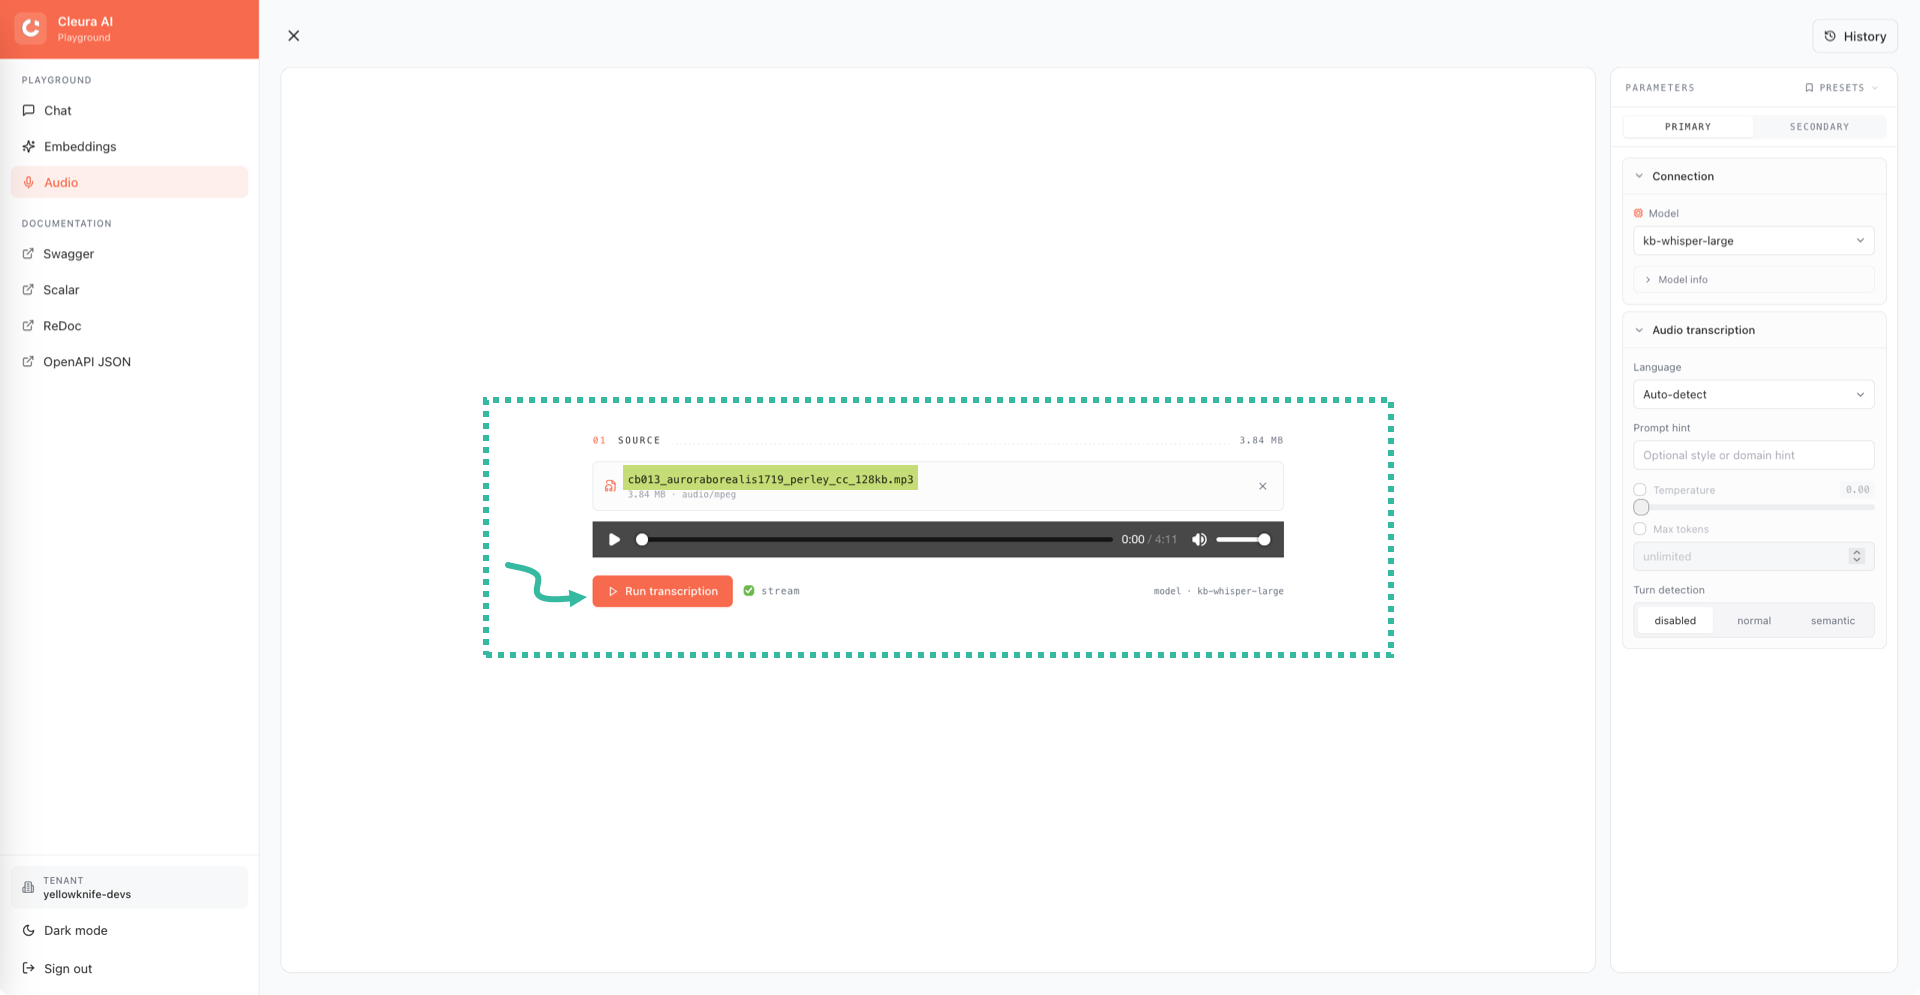 Cleura AI
Playground
PLAYGROUND
Chat
Embeddings
Audio
DOCUMENTATION
Swagger
Scalar
ReDoc
OpenAPI JSON
TENANT
yellowknife-devs
Dark mode
Sign out
History
01 SOURCE 3.84 MB
cb013_auroraborealis1719_perley_cc_128kb.mp3
3.84 MB · audio/mpeg
0:00 / 4:11
Run transcription
stream
model · kb-whisper-large
PARAMETERS
PRESETS
PRIMARY
SECONDARY
Connection
Model
kb-whisper-large
Model info
Audio transcription
Language
Auto-detect
Prompt hint
Optional style or domain hint
Temperature 0.00
Max tokens
unlimited
Turn detection
disabled normal semantic